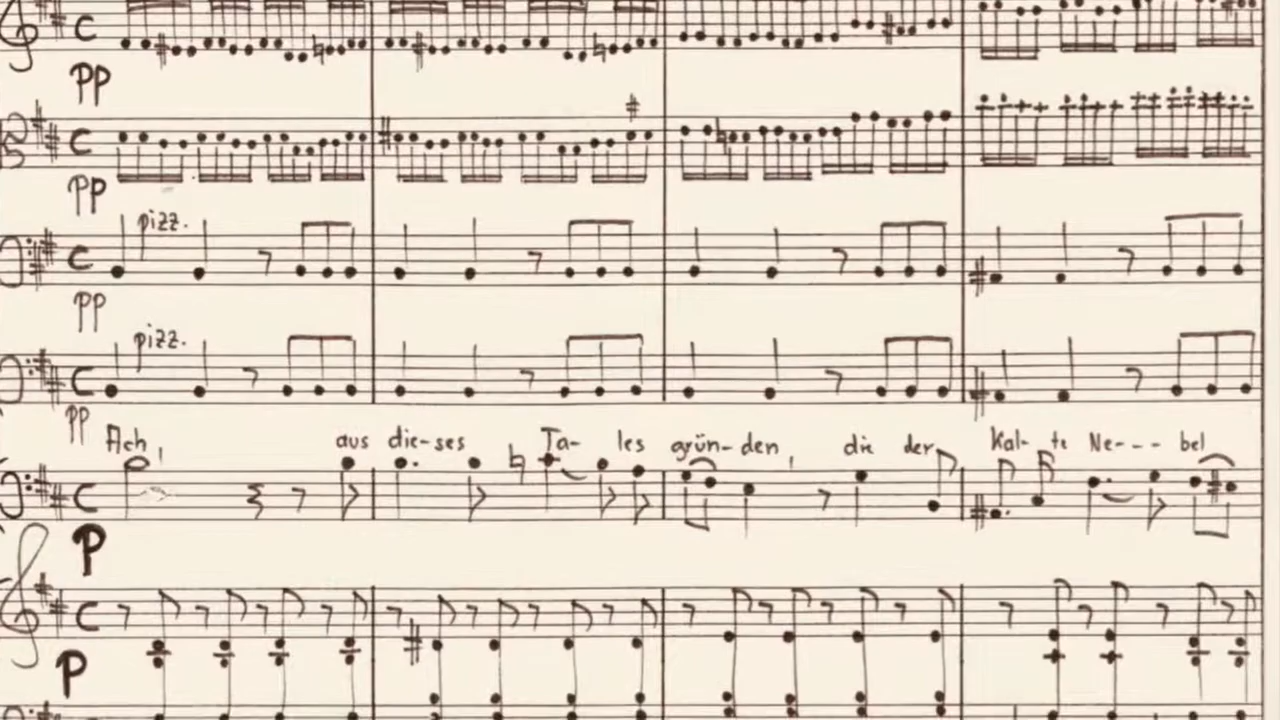 pp
pp
pizz.
pp
pizz.
pp
Ach, aus die-ses Ta- les grün- den, die der Kal- te Ne--- bel
p
p